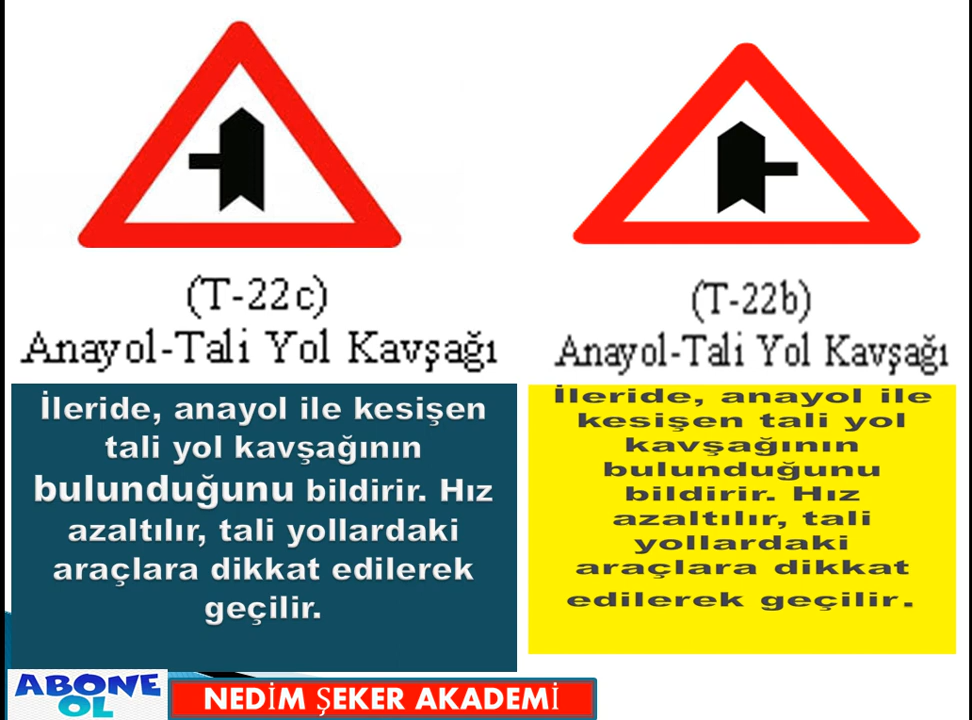 (T-22c)
Anayol-Tali Yol Kavşağı
İleride, anayol ile kesişen
tali yol kavşağının
bulunduğunu bildirir. Hız
azaltılır, tali yollardaki
araçlara dikkat edilerek
geçilir.
(T-22b)
Anayol-Tali Yol Kavşağı
İleride, anayol ile
kesişen tali yol
kavşağının
bulunduğunu
bildirir. Hız
azaltılır, tali
yollardaki
araçlara dikkat
edilerek geçilir.
ABONE
OL
NEDİM ŞEKER AKADEMİ